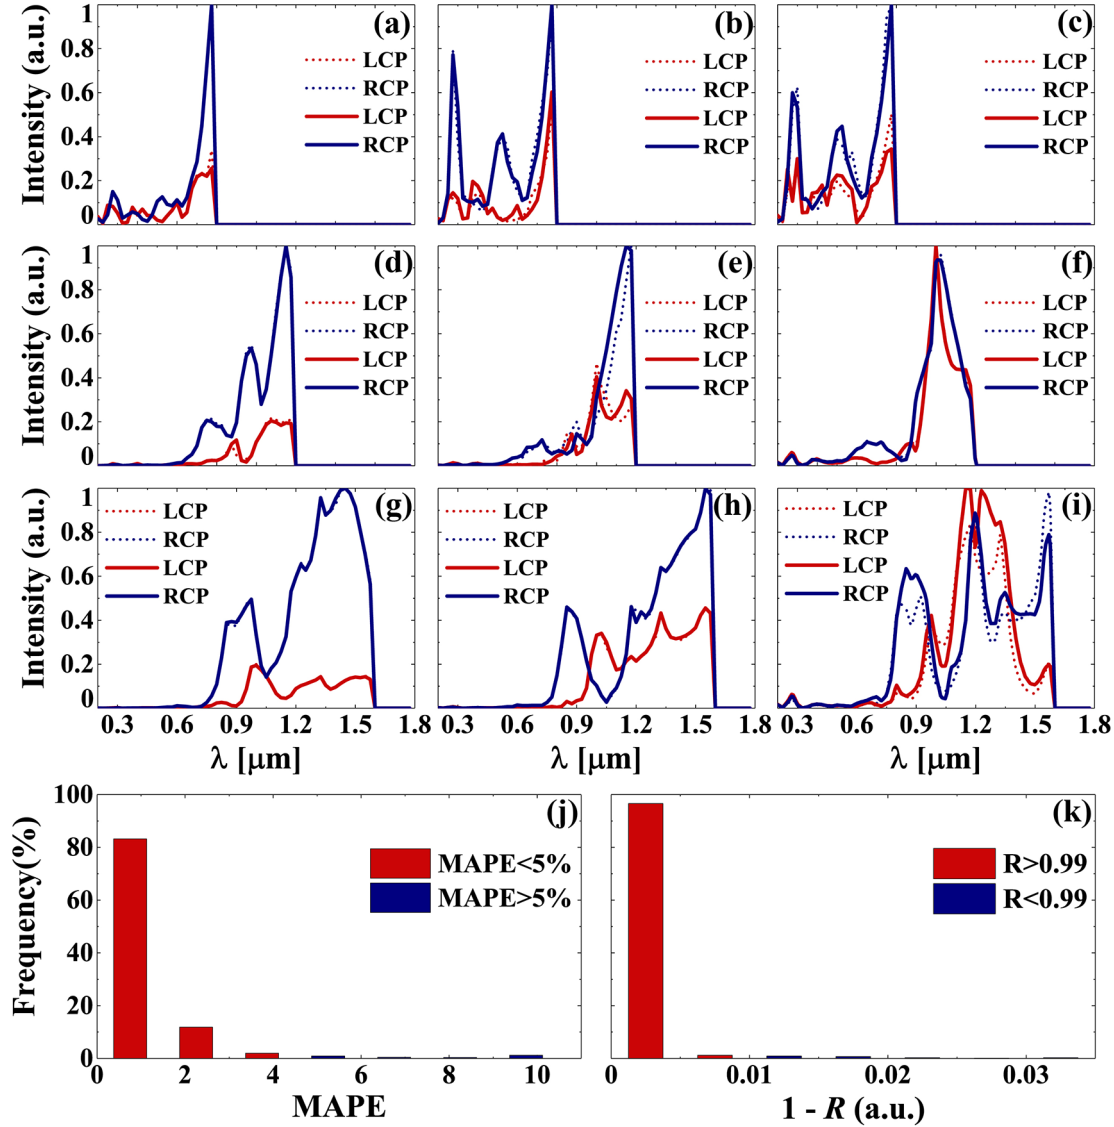 Intensity (a.u.)
1
0.8
0.6
0.4
0.2
0
(a)
LCP
RCP
LCP
RCP
(b)
LCP
RCP
LCP
RCP
(c)
LCP
RCP
LCP
RCP
Intensity (a.u.)
1
0.8
0.6
0.4
0.2
0
(d)
LCP
RCP
LCP
RCP
(e)
LCP
RCP
LCP
RCP
(f)
LCP
RCP
LCP
RCP
Intensity (a.u.)
1
0.8
0.6
0.4
0.2
0
(g)
LCP
RCP
LCP
RCP
(h)
LCP
RCP
LCP
RCP
(i)
LCP
RCP
LCP
RCP
0.3 0.6 0.9 1.2 1.5 1.8
0.3 0.6 0.9 1.2 1.5 1.8
0.3 0.6 0.9 1.2 1.5 1.8
λ [μm]
λ [μm]
λ [μm]
Frequency(%)
100
80
60
40
20
0
(j)
MAPE<5%
MAPE>5%
0 2 4 6 8 10
MAPE
(k)
R>0.99
R<0.99
0 0.01 0.02 0.03
1 - R (a.u.)